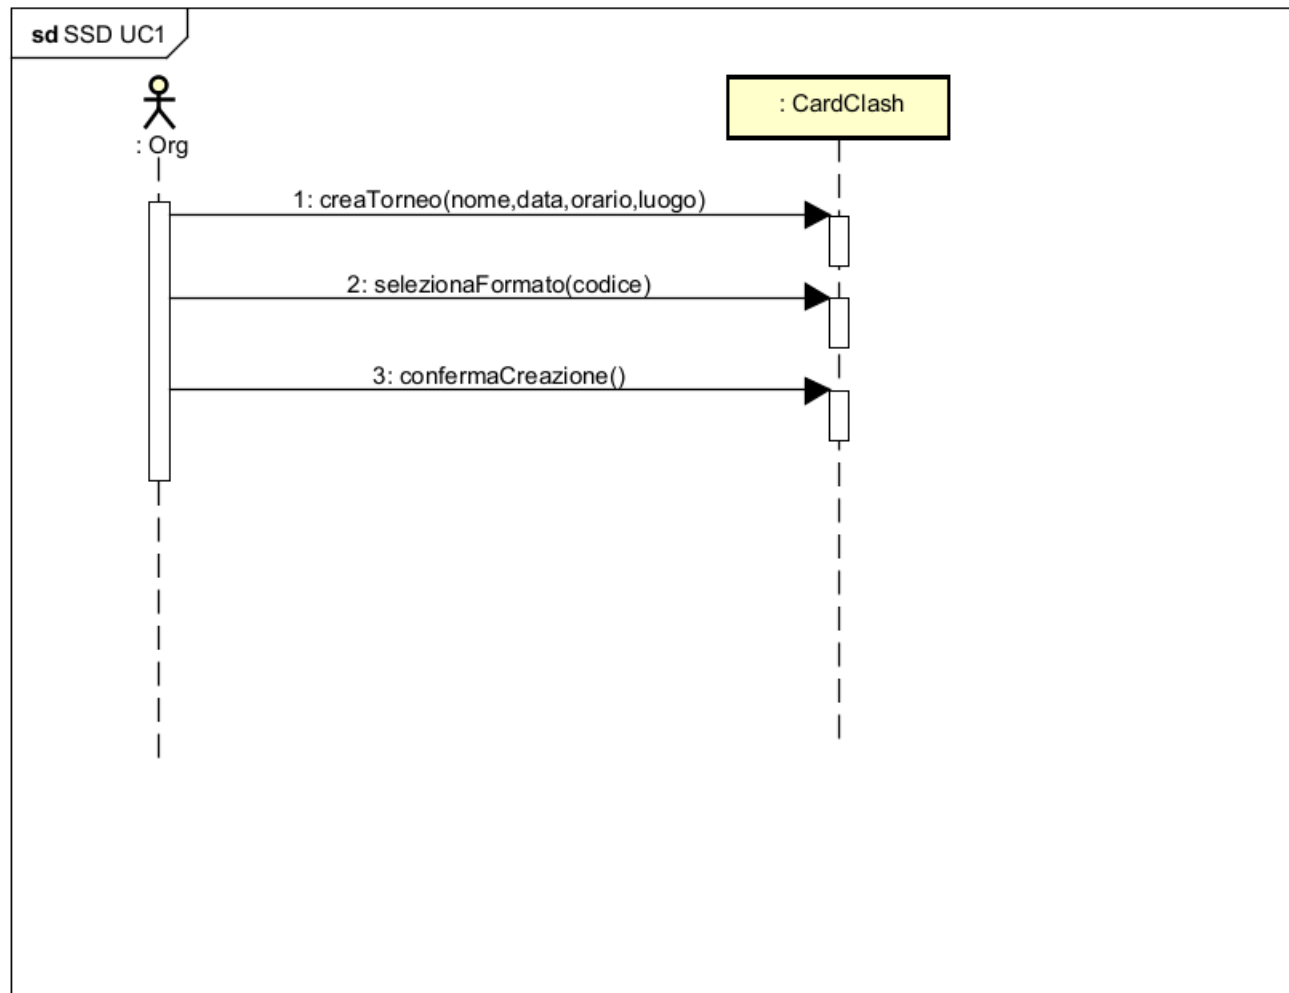 sd SSD UC1
: Org
: CardClash
1: creaTorneo(nome,data,orario,luogo)
2: selezionaFormato(codice)
3: confermaCreazione()